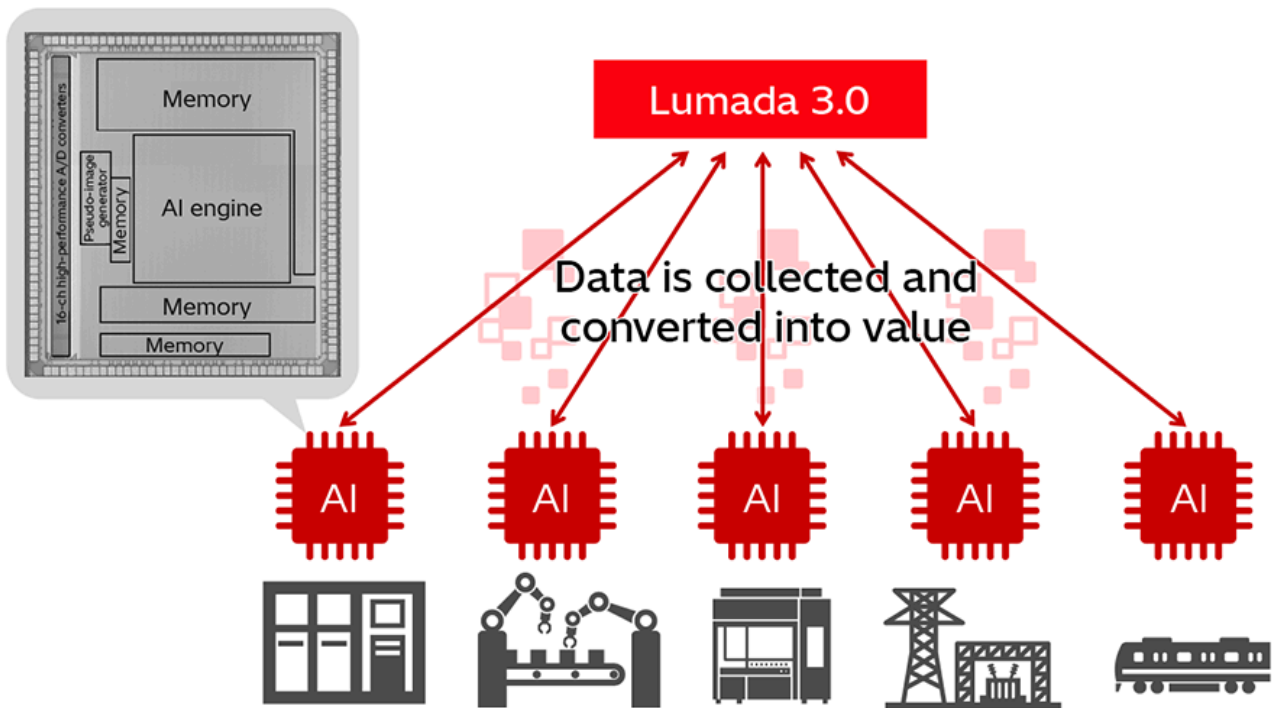 Memory
16-ch high-performance A/D converters
Pseudo-image
generator
Memory
AI engine
Memory
Memory
Lumada 3.0
Data is collected and
converted into value
AI
AI
AI
AI
AI